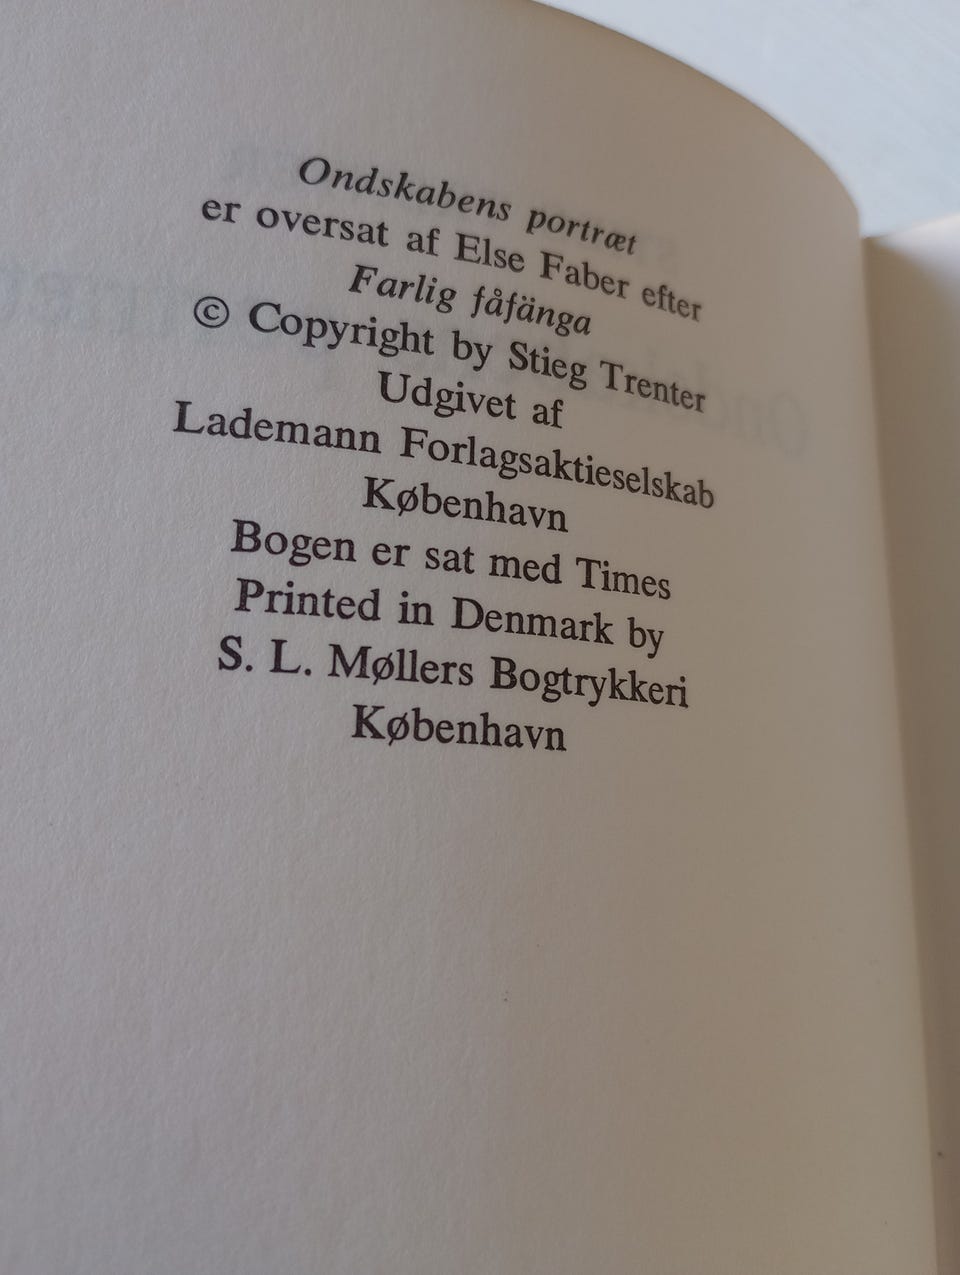 Ondskabens portræt
er oversat af Else Faber efter
Farlig fåfänga
© Copyright by Stieg Trenter
Udgivet af
Lademann Forlagsaktieselskab
København
Bogen er sat med Times
Printed in Denmark by
S. L. Møllers Bogtrykkeri
København